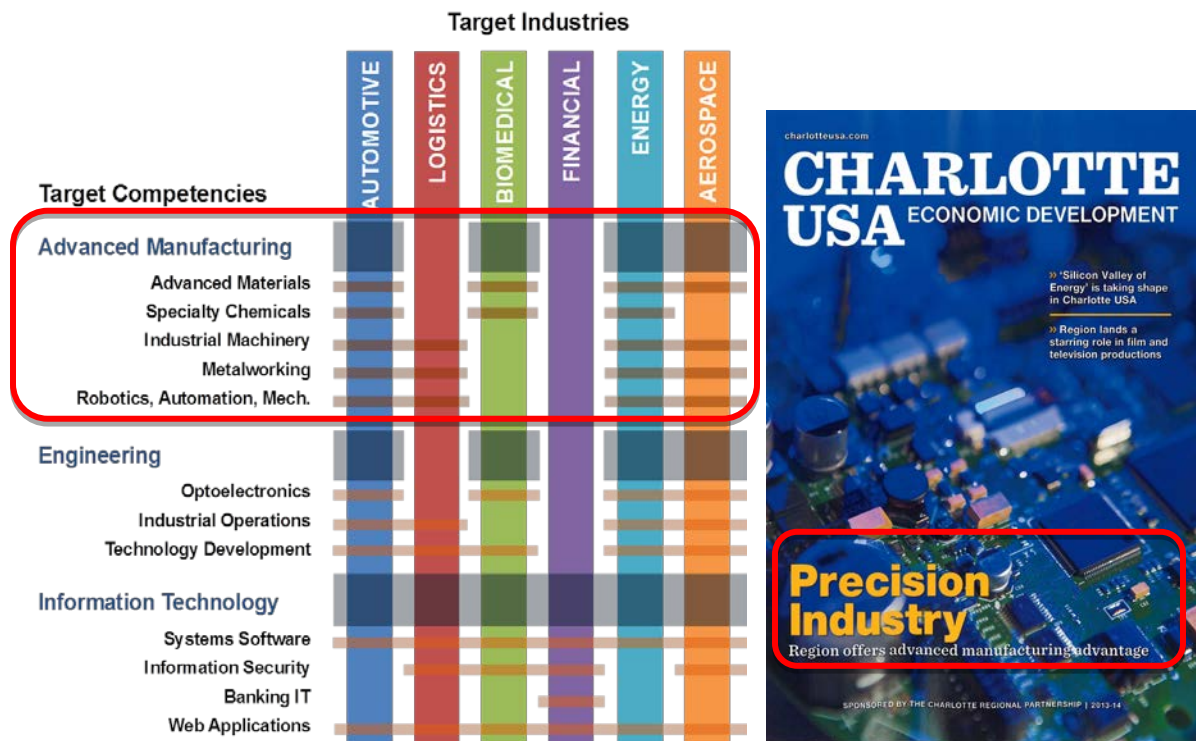 Target Industries
AUTOMOTIVE
LOGISTICS
BIOMEDICAL
FINANCIAL
ENERGY
AEROSPACE
Target Competencies
Advanced Manufacturing
Advanced Materials
Specialty Chemicals
Industrial Machinery
Metalworking
Robotics, Automation, Mech.
Engineering
Optoelectronics
Industrial Operations
Technology Development
Information Technology
Systems Software
Information Security
Banking IT
Web Applications
charlotteusa.com
CHARLOTTE
USA ECONOMIC DEVELOPMENT
» 'Silicon Valley of
Energy' is taking shape
in Charlotte USA
» Region lands a
starring role in film and
television productions
Precision
Industry
Region offers advanced manufacturing advantage
SPONSORED BY THE CHARLOTTE REGIONAL PARTNERSHIP | 2013-14